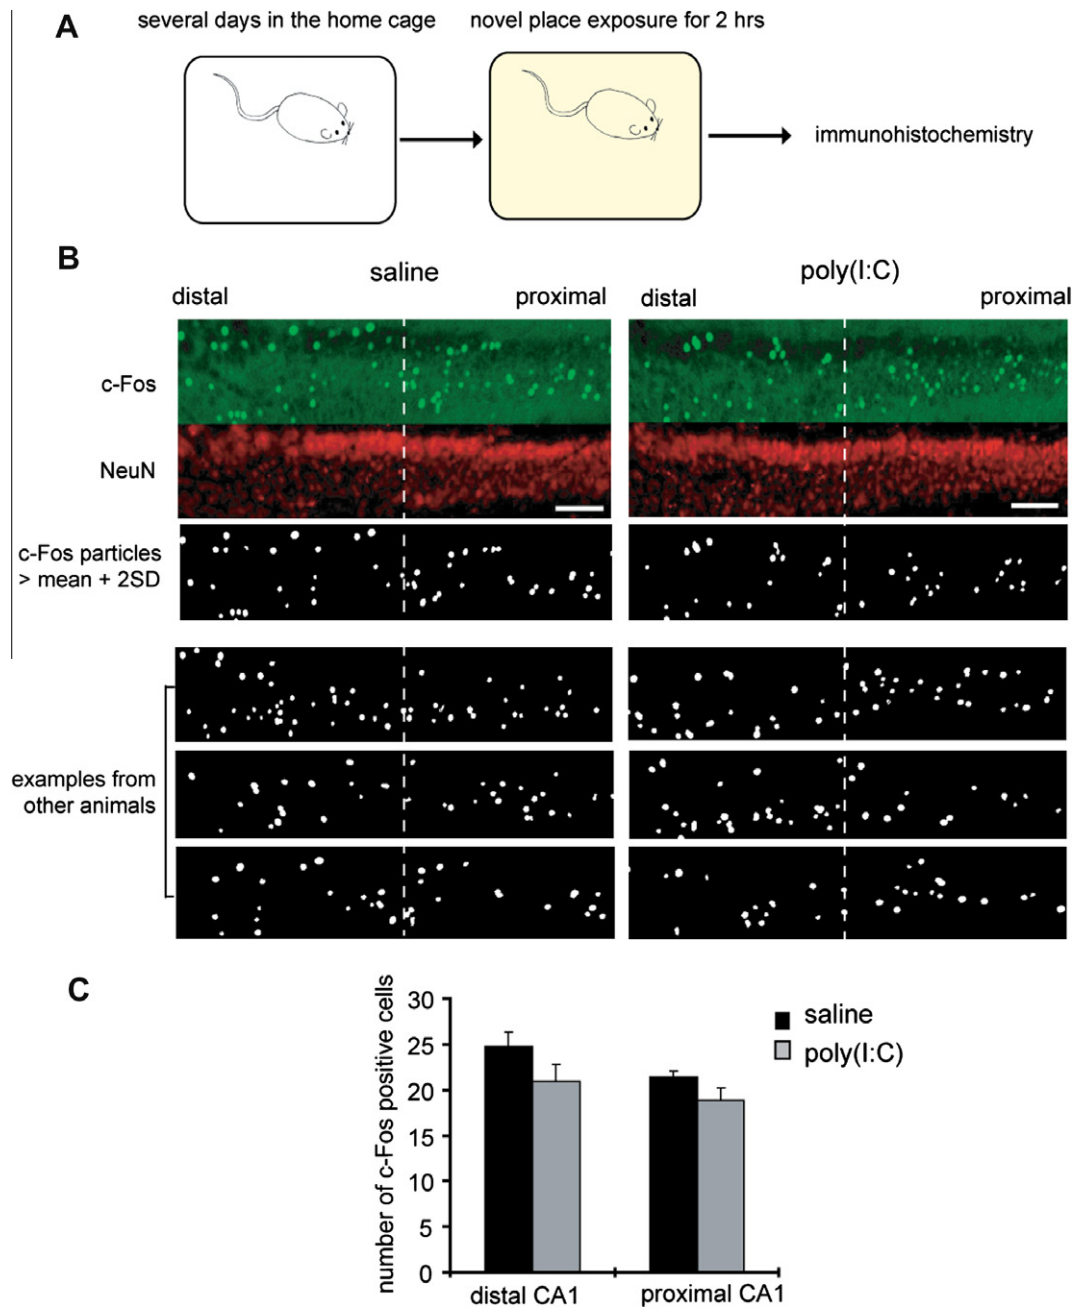 A
several days in the home cage
novel place exposure for 2 hrs
immunohistochemistry
B
saline
poly(I:C)
distal
proximal
distal
proximal
c-Fos
NeuN
c-Fos particles
> mean + 2SD
examples from
other animals
C
number of c-Fos positive cells
30
25
20
15
10
5
0
saline
poly(I:C)
distal CA1
proximal CA1